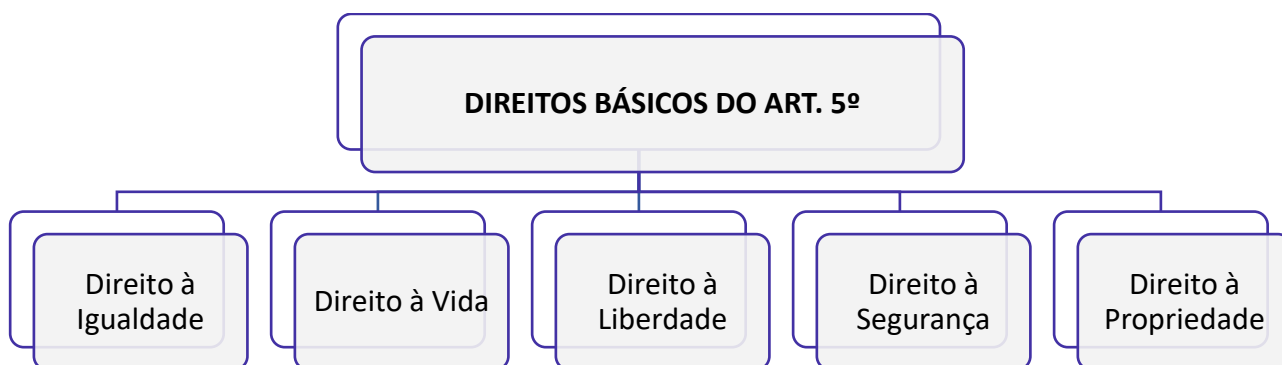 DIREITOS BÁSICOS DO ART. 5º
Direito à
Igualdade
Direito à Vida
Direito à
Liberdade
Direito à
Segurança
Direito à
Propriedade